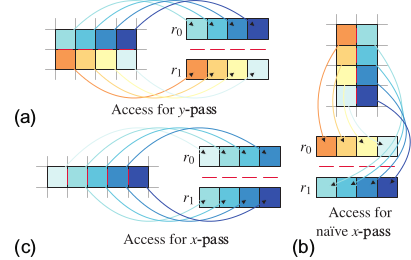 r0
r1
(a)
Access for y-pass
r0
r1
(c)
Access for x-pass
r0
r1
Access for
naïve x-pass
(b)